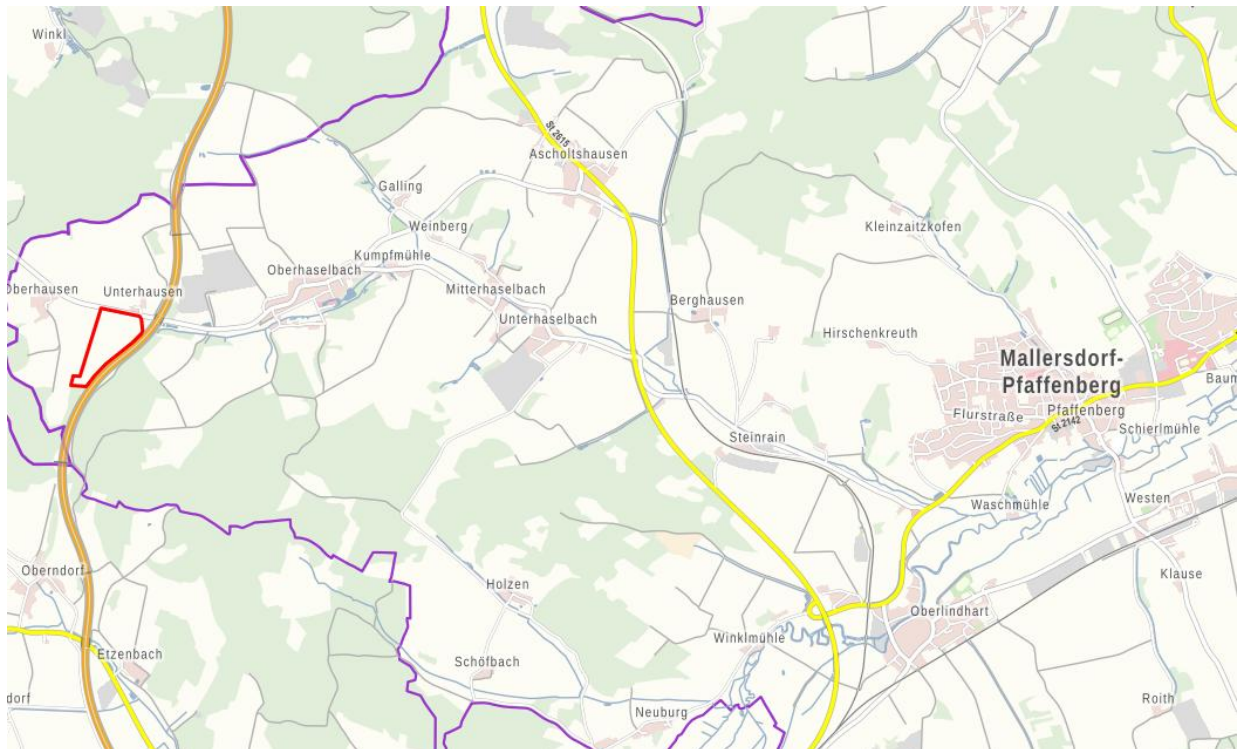 Winkl
St 2615
Ascholtshausen
Galling
Weinberg
Kleinzaitzkofen
Kumpfmühle
Oberhaselbach
Oberhausen
Unterhausen
Mitterhaselbach
Berghausen
Unterhaselbach
Hirschenkreuth
Mallersdorf-
Pfaffenberg
Baum
Flurstraße
Pfaffenberg
St 2142
Schierlmühle
Steinrain
Westen
Waschmühle
Oberndorf
Klause
Holzen
Oberlindhart
Winklmühle
Etzenbach
Schöfbach
dorf
Roith
Neuburg